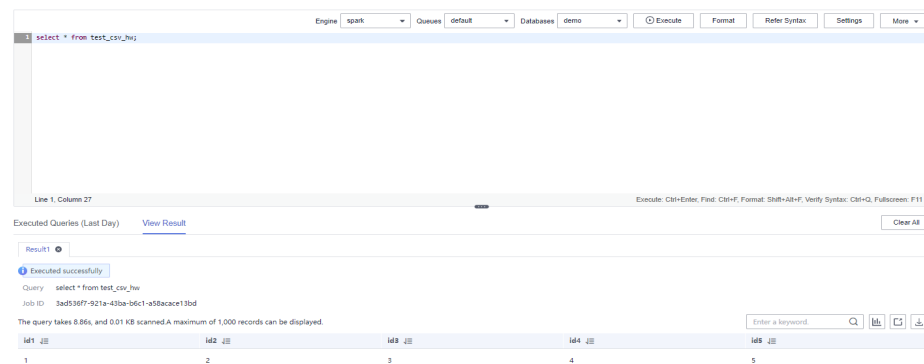 Engine spark Queues default Databases demo Execute Format Refer Syntax Settings More
1 select * from test_csv_hw;
Line 1, Column 27 Execute: Ctrl+Enter, Find: Ctrl+F, Format: Shift+Alt+F, Verify Syntax: Ctrl+Q, Fullscreen: F11
Executed Queries (Last Day) View Result Clear All
Result1
Executed successfully
Query select * from test_csv_hw
Job ID 3ad536f7-921a-43ba-b6c1-a58acace13bd
The query takes 8.86s, and 0.01 KB scanned.A maximum of 1,000 records can be displayed. Enter a keyword.
id1 id2 id3 id4 id5
1 2 3 4 5